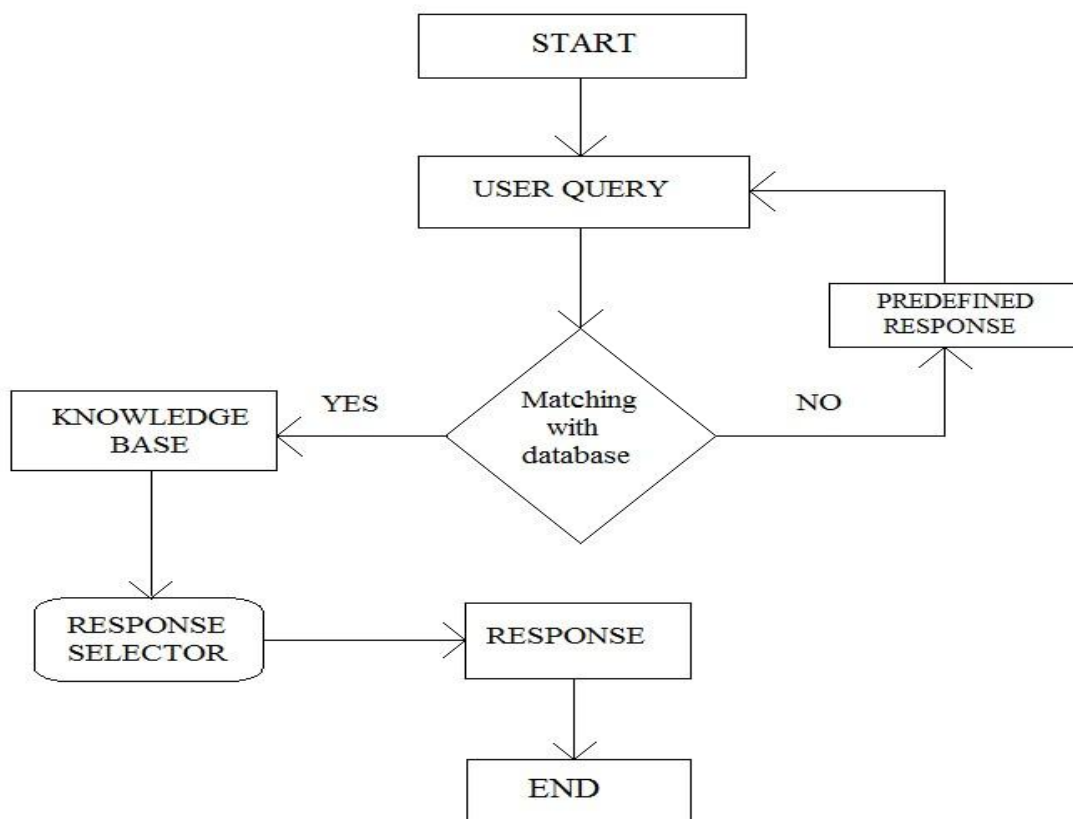 START
USER QUERY
PREDEFINED
RESPONSE
Matching
with
database
YES
NO
KNOWLEDGE
BASE
RESPONSE
SELECTOR
RESPONSE
END